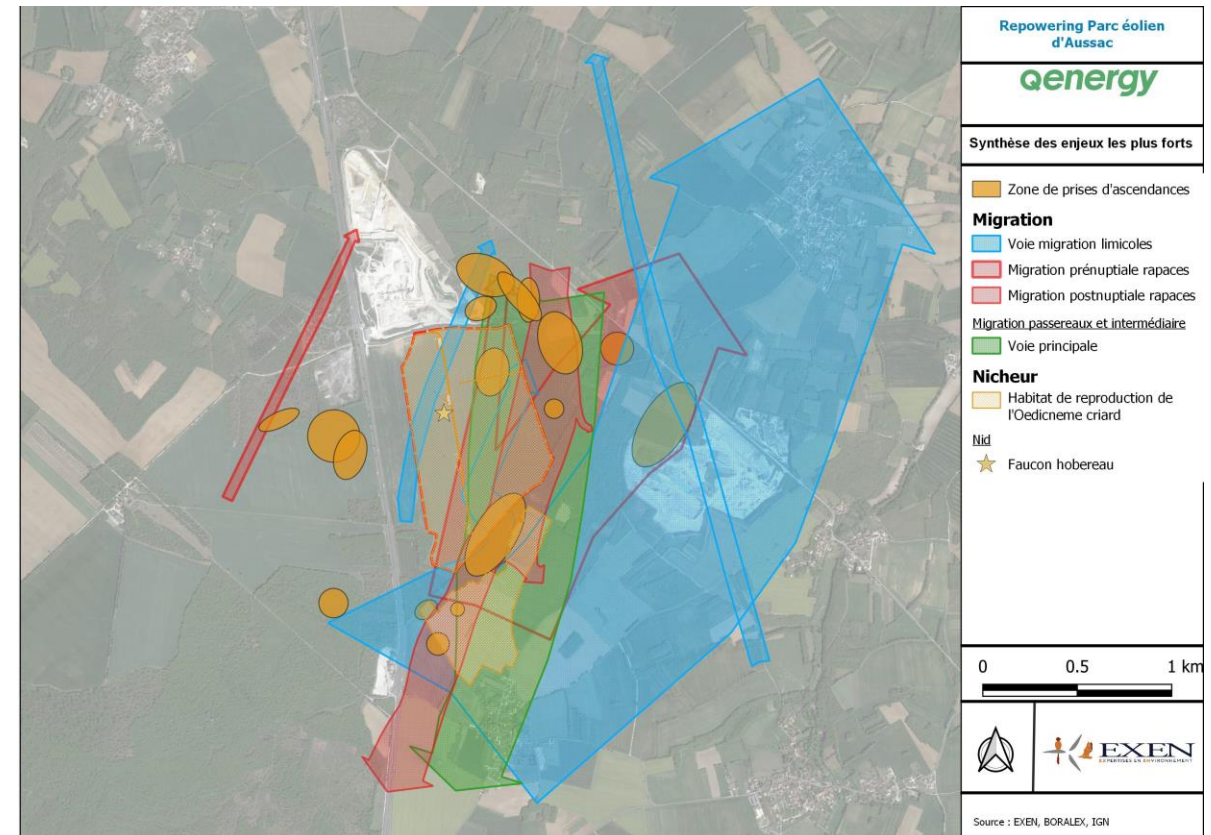 Repowering Parc éolien
d'Aussac
Qenergy
Synthèse des enjeux les plus forts
Zone de prises d'ascendances
Migration
Voie migration limicoles
Migration prénuptiale rapaces
Migration postnuptiale rapaces
Migration passereaux et intermédiaire
Voie principale
Nicheur
Habitat de reproduction de
l'Oedicneme criard
Nid
Faucon hobereau
0 0.5 1 km
EXEN
EXPERTISES EN ENVIRONNEMENT
Source : EXEN, BORALEX, IGN